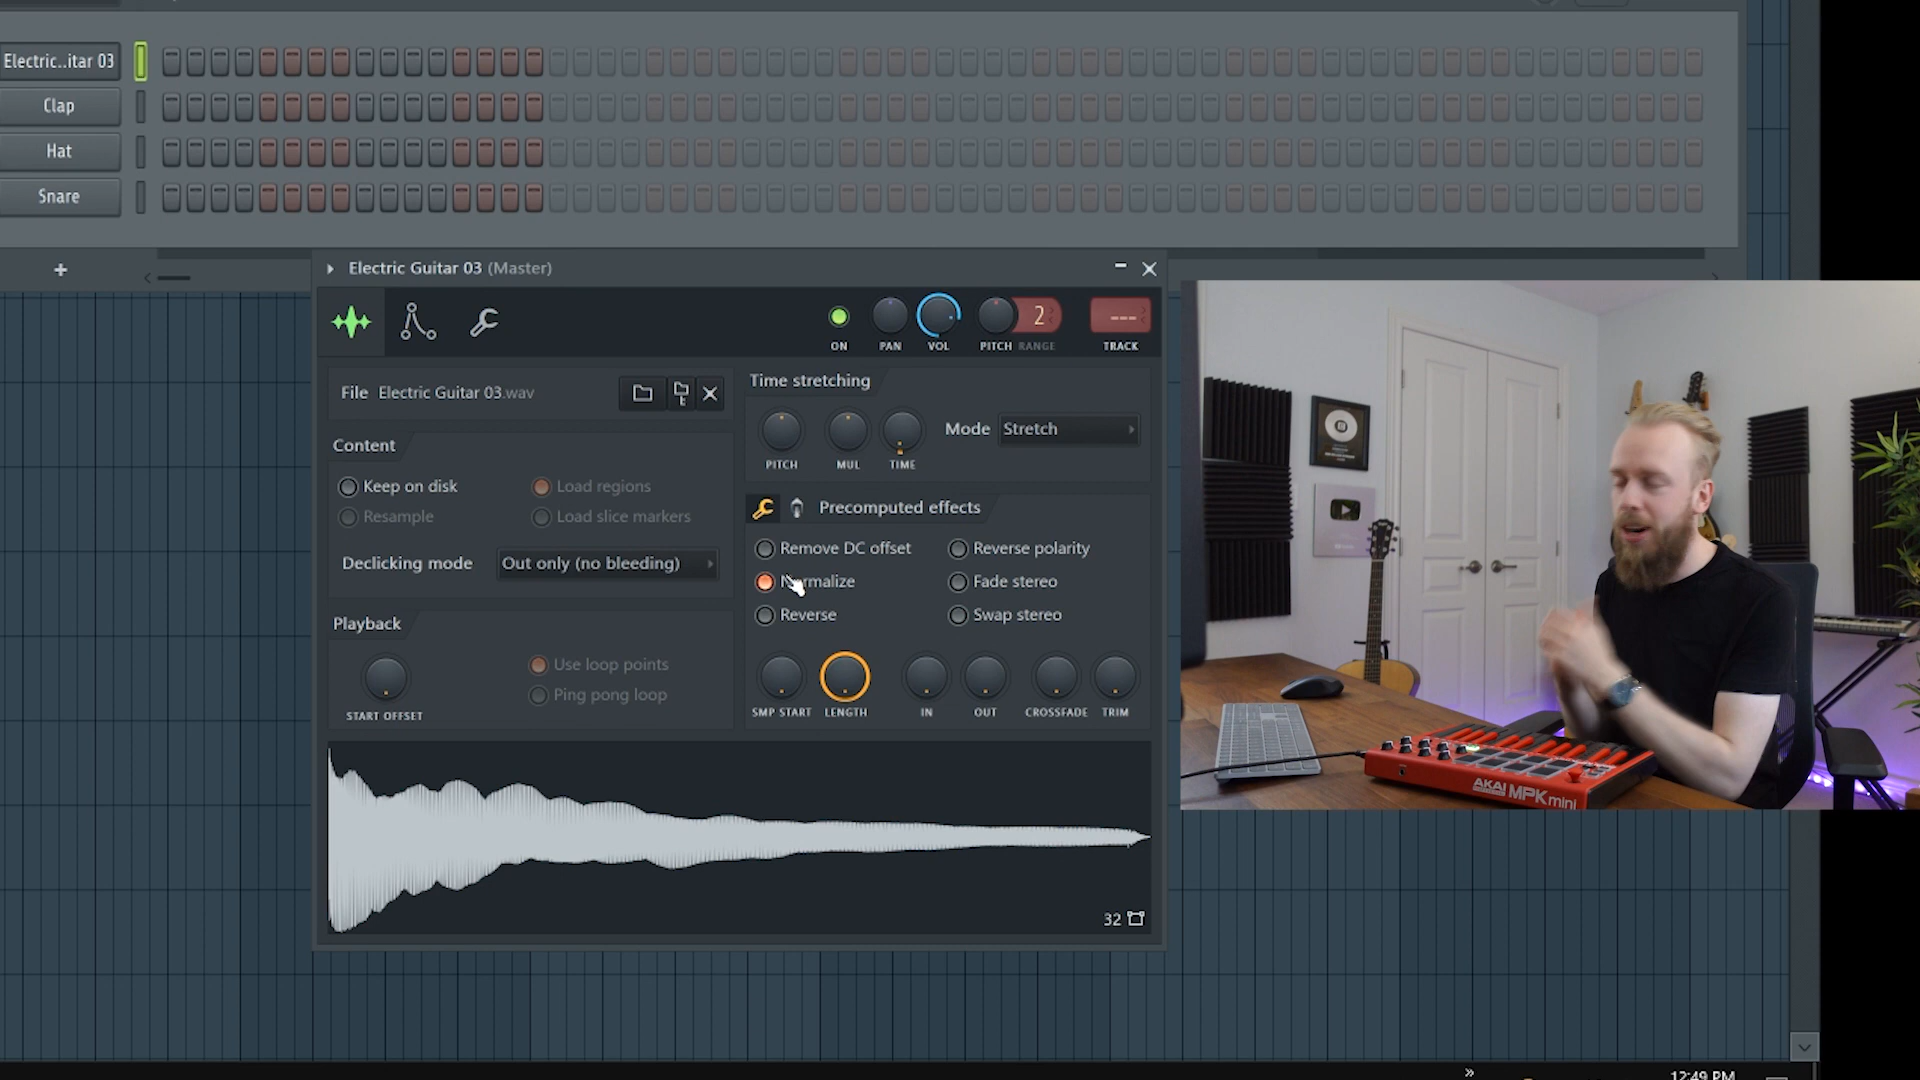 Electric..itar 03
Clap
Hat
Snare
+
Electric Guitar 03 (Master)
2
---
ON
PAN
VOL
PITCH RANGE
TRACK
File Electric Guitar 03.wav
Time stretching
PITCH
MUL
TIME
Mode Stretch
Content
Keep on disk
Load regions
Resample
Load slice markers
Declicking mode Out only (no bleeding)
Precomputed effects
Remove DC offset
Reverse polarity
Normalize
Fade stereo
Reverse
Swap stereo
Playback
START OFFSET
Use loop points
Ping pong loop
SMP START
LENGTH
IN
OUT
CROSSFADE
TRIM
32
AKAI
MPKmini
12:49 PM